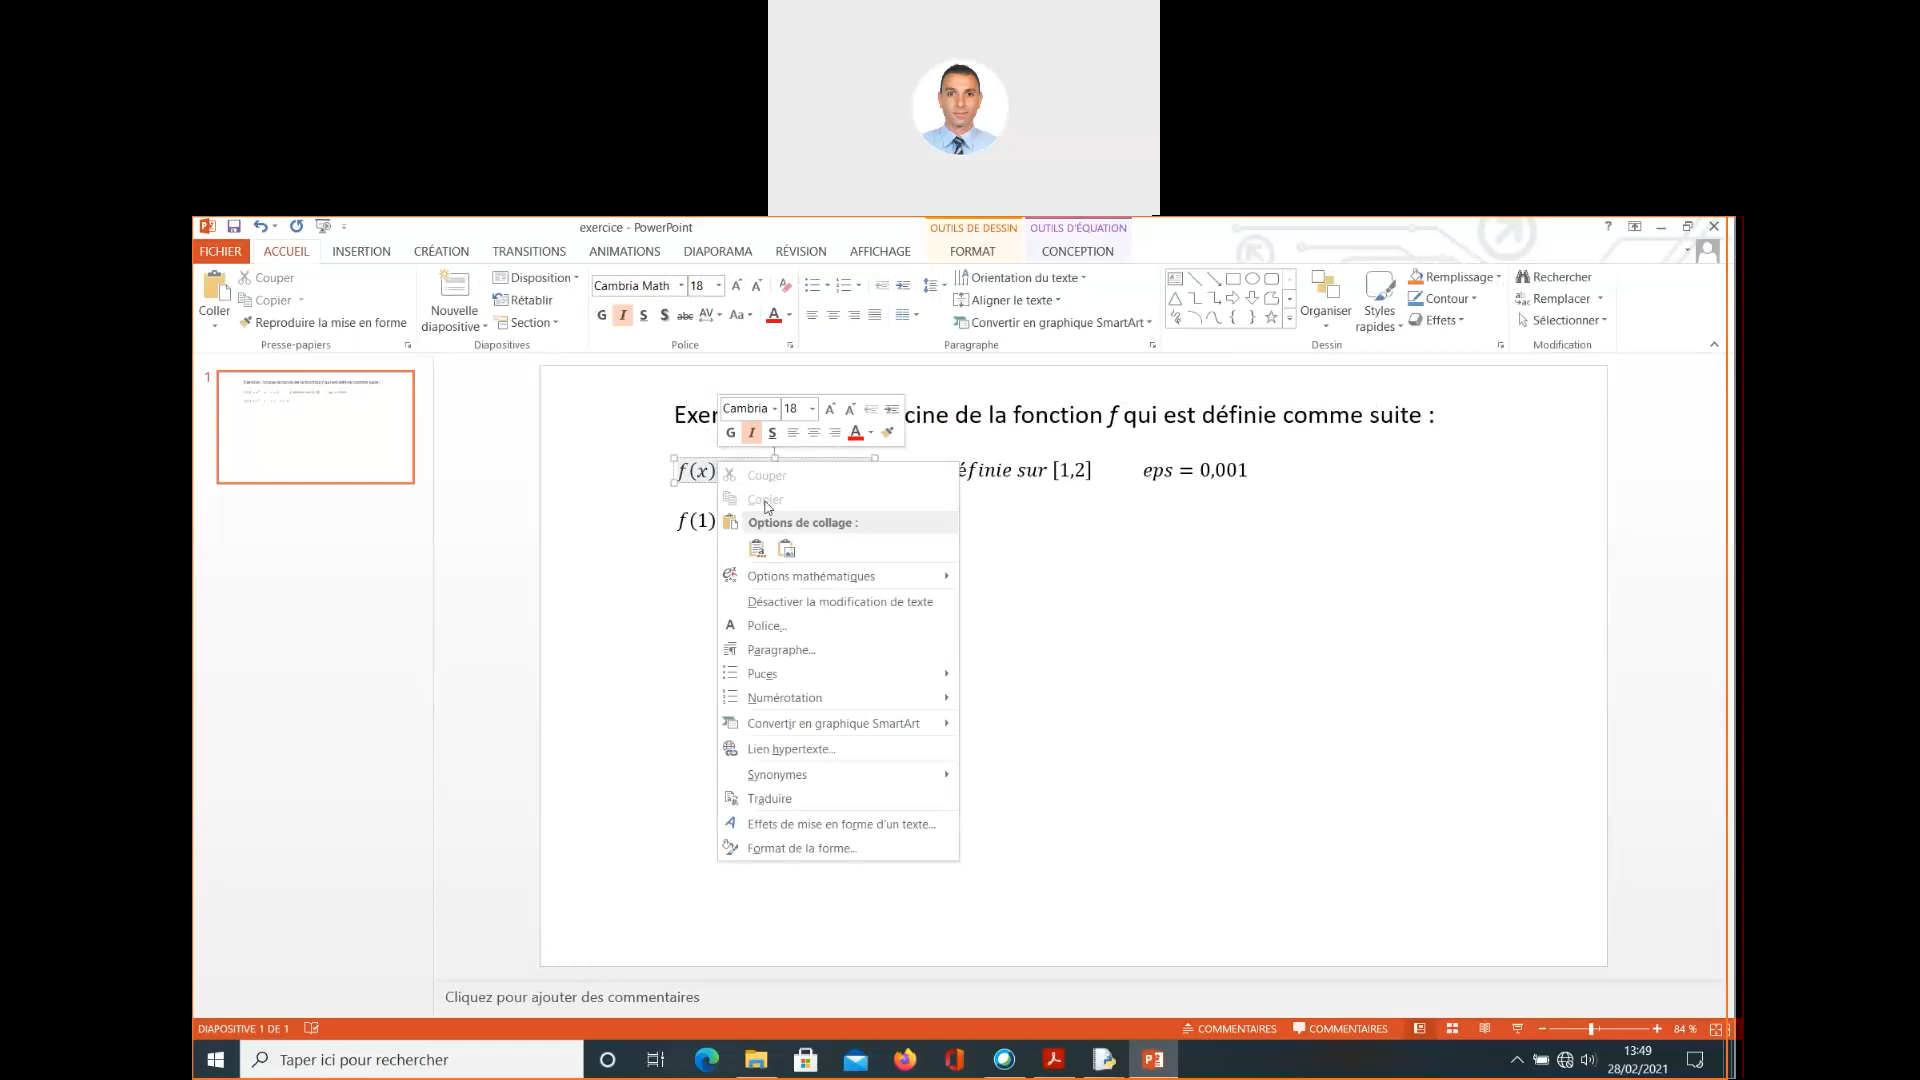 exercice - PowerPoint
OUTILS DE DESSIN
OUTILS D'ÉQUATION
?
FICHIER
ACCUEIL
INSERTION
CRÉATION
TRANSITIONS
ANIMATIONS
DIAPORAMA
RÉVISION
AFFICHAGE
FORMAT
CONCEPTION
Coller
Couper
Copier
Reproduire la mise en forme
Presse-papiers
Nouvelle
diapositive
Disposition
Rétablir
Section
Diapositives
Cambria Math
18
G I S S abc AV Aa A
Police
Orientation du texte
Aligner le texte
Convertir en graphique SmartArt
Paragraphe
Organiser
Styles
rapides
Remplissage
Contour
Effets
Dessin
Rechercher
Remplacer
Sélectionner
Modification
1
Cambria 18
G I S A
Exer cine de la fonction f qui est définie comme suite :
f(x) éfinie sur [1,2] eps = 0,001
f(1)
Couper
Copier
Options de collage :
Options mathématiques
Désactiver la modification de texte
Police...
Paragraphe...
Puces
Numérotation
Convertir en graphique SmartArt
Lien hypertexte...
Synonymes
Traduire
Effets de mise en forme d'un texte...
Format de la forme...
Cliquez pour ajouter des commentaires
DIAPOSITIVE 1 DE 1
COMMENTAIRES
COMMENTAIRES
84 %
Taper ici pour rechercher
13:49
28/02/2021